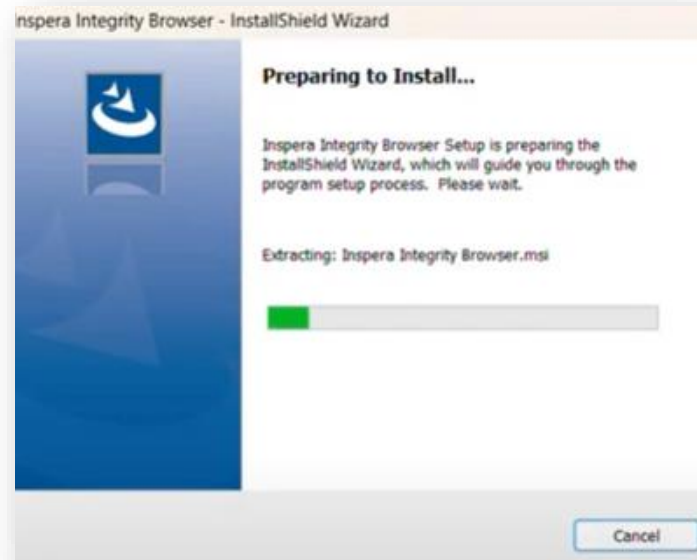 Inspera Integrity Browser - InstallShield Wizard
Preparing to Install...
Inspera Integrity Browser Setup is preparing the
InstallShield Wizard, which will guide you through the
program setup process. Please wait.
Extracting: Inspera Integrity Browser.msi
Cancel